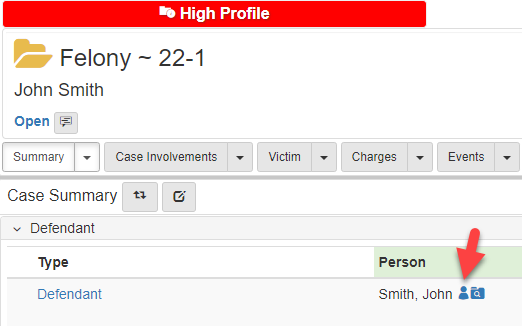 High Profile
Felony ~ 22-1
John Smith
Open
Summary Case Involvements Victim Charges Events
Case Summary
Defendant
Type Person
Defendant Smith, John